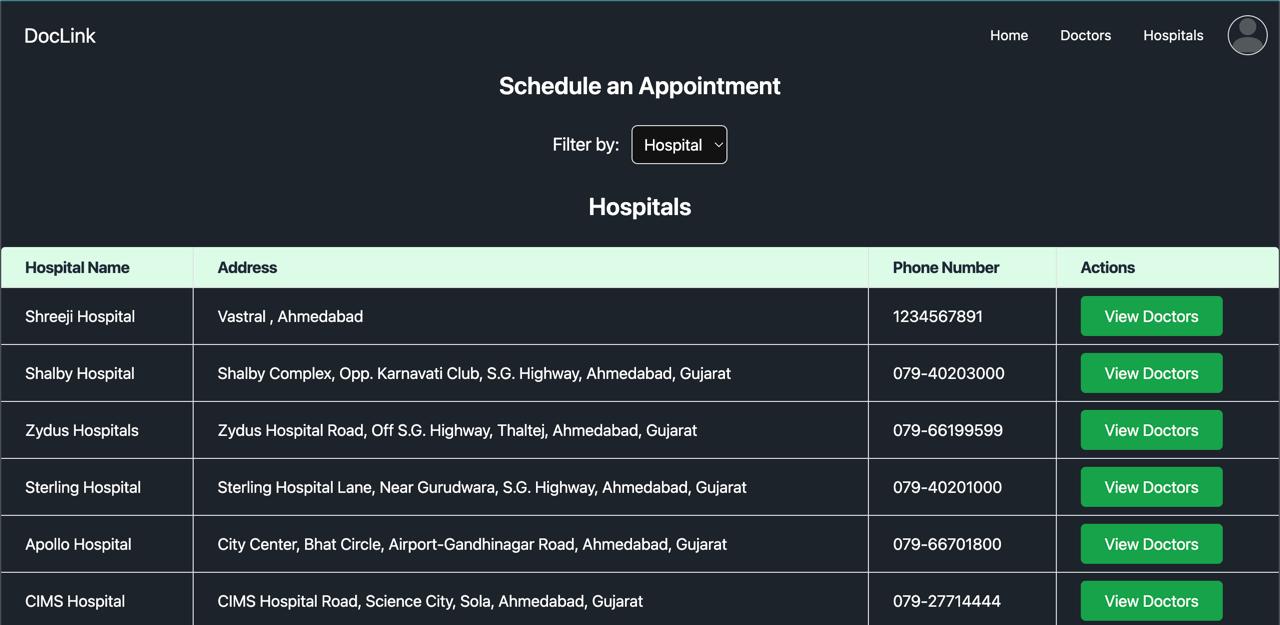 DocLink Home Doctors Hospitals
Schedule an Appointment
Filter by: Hospital
Hospitals
Hospital Name Address Phone Number Actions
Shreeji Hospital Vastral , Ahmedabad 1234567891 View Doctors
Shalby Hospital Shalby Complex, Opp. Karnavati Club, S.G. Highway, Ahmedabad, Gujarat 079-40203000 View Doctors
Zydus Hospitals Zydus Hospital Road, Off S.G. Highway, Thaltej, Ahmedabad, Gujarat 079-66199599 View Doctors
Sterling Hospital Sterling Hospital Lane, Near Gurudwara, S.G. Highway, Ahmedabad, Gujarat 079-40201000 View Doctors
Apollo Hospital City Center, Bhat Circle, Airport-Gandhinagar Road, Ahmedabad, Gujarat 079-66701800 View Doctors
CIMS Hospital CIMS Hospital Road, Science City, Sola, Ahmedabad, Gujarat 079-27714444 View Doctors